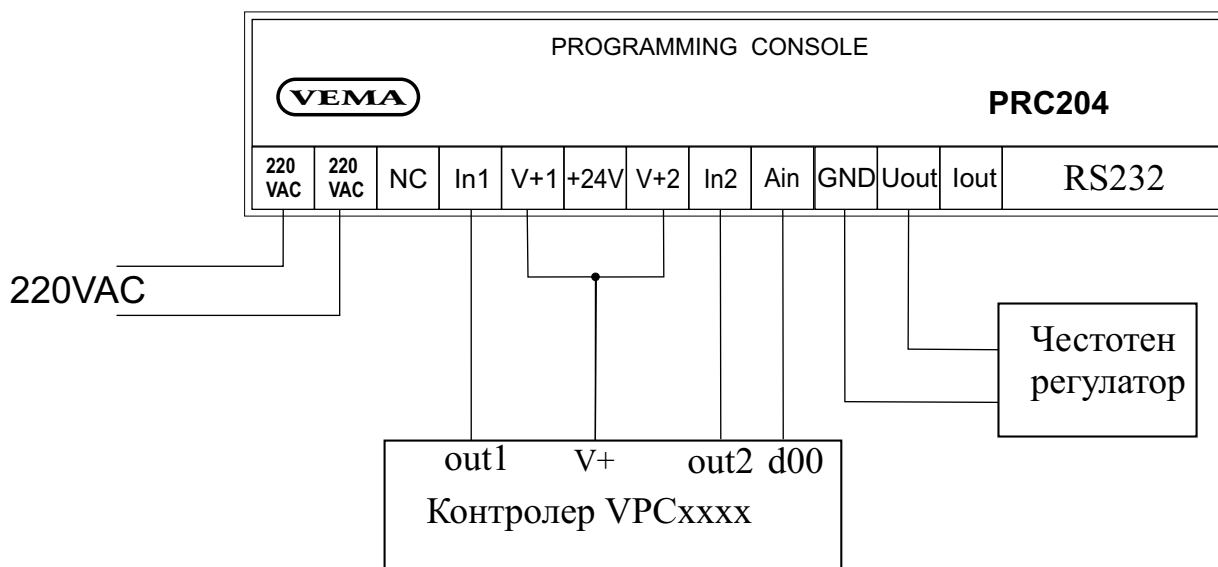 PROGRAMMING CONSOLE
VEMA
PRC204
220 VAC
220 VAC
NC
In1
V+1
+24V
V+2
In2
Ain
GND
Uout
Iout
RS232
220VAC
Честотен
регулатор
out1
V+
out2
d00
Контролер VPCxxxx